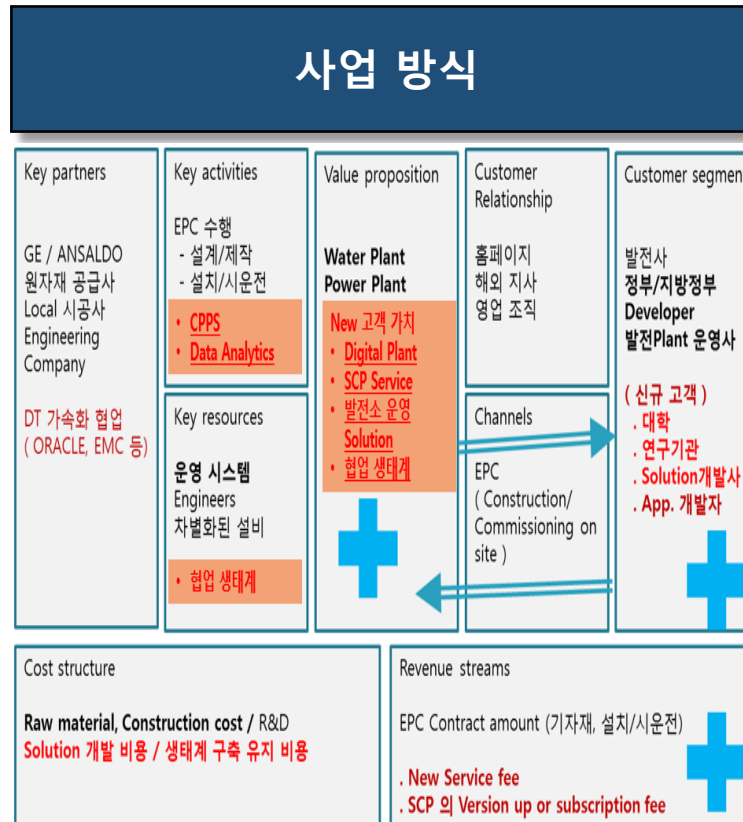 사업 방식
Key partners
GE / ANSALDO
원자재 공급사
Local 시공사
Engineering
Company
DT 가속화 협업
( ORACLE, EMC 등)
Key activities
EPC 수행
- 설계/제작
- 설치/시운전
• CPPS
• Data Analytics
Key resources
운영 시스템
Engineers
차별화된 설비
• 협업 생태계
Value proposition
Water Plant
Power Plant
New 고객 가치
• Digital Plant
• SCP Service
• 발전소 운영
Solution
• 협업 생태계
Customer
Relationship
홈페이지
해외 지사
영업 조직
Channels
EPC
( Construction/
Commissioning on
site )
Customer segmen
발전사
정부/지방정부
Developer
발전Plant 운영사
( 신규 고객 )
. 대학
. 연구기관
. Solution개발사
. App. 개발자
Cost structure
Raw material, Construction cost / R&D
Solution 개발 비용 / 생태계 구축 유지 비용
Revenue streams
EPC Contract amount (기자재, 설치/시운전)
. New Service fee
. SCP 의 Version up or subscription fee